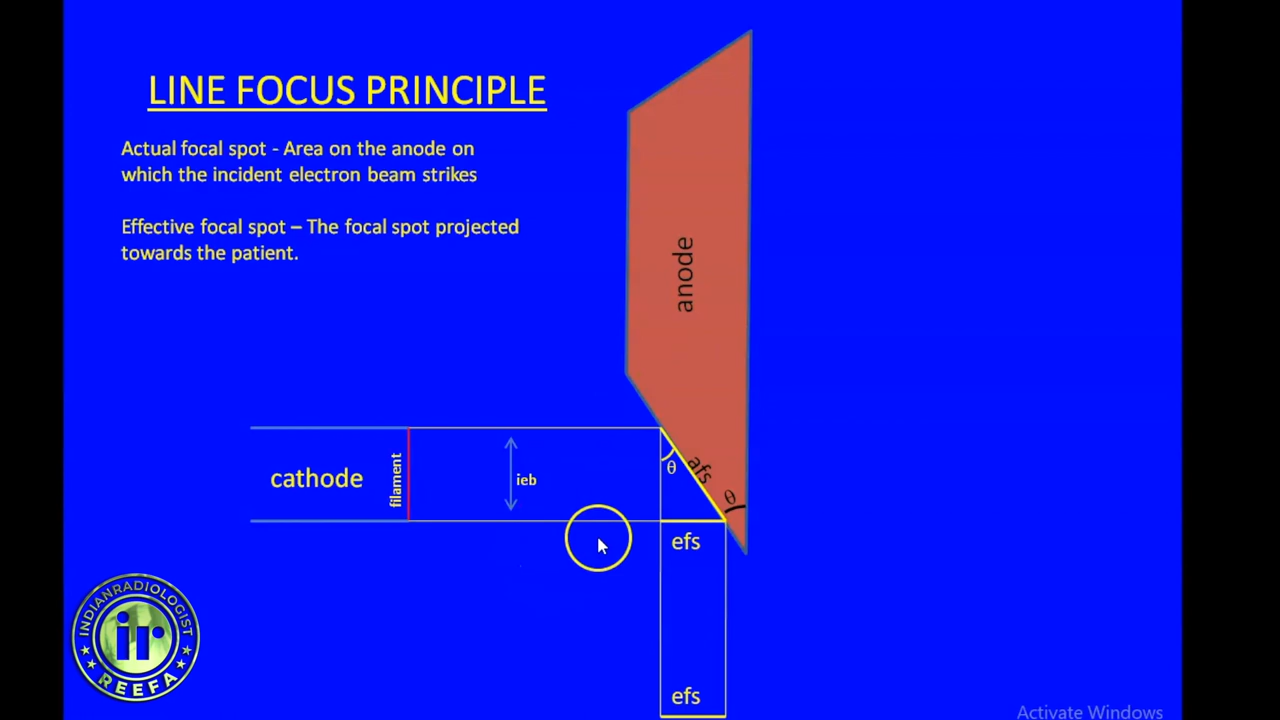 LINE FOCUS PRINCIPLE
Actual focal spot - Area on the anode on
which the incident electron beam strikes
Effective focal spot – The focal spot projected
towards the patient.
anode
cathode
filament
ieb
θ
afs
θ
efs
efs
INDIANRADIOLOGIST
ir
REEFA
Activate Windows